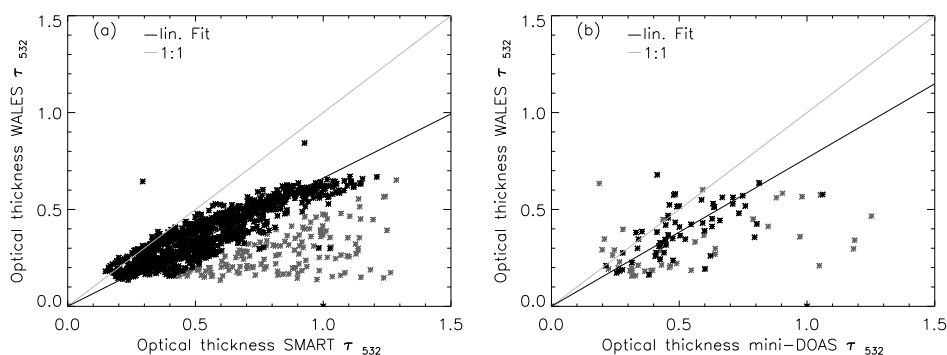 (a)
lin. Fit
1:1
1.5
1.0
0.5
0.0
Optical thickness WALES τ 532
0.0 0.5 1.0 1.5
Optical thickness SMART τ 532
(b)
lin. Fit
1:1
1.5
1.0
0.5
0.0
Optical thickness WALES τ 532
0.0 0.5 1.0 1.5
Optical thickness mini-DOAS τ 532